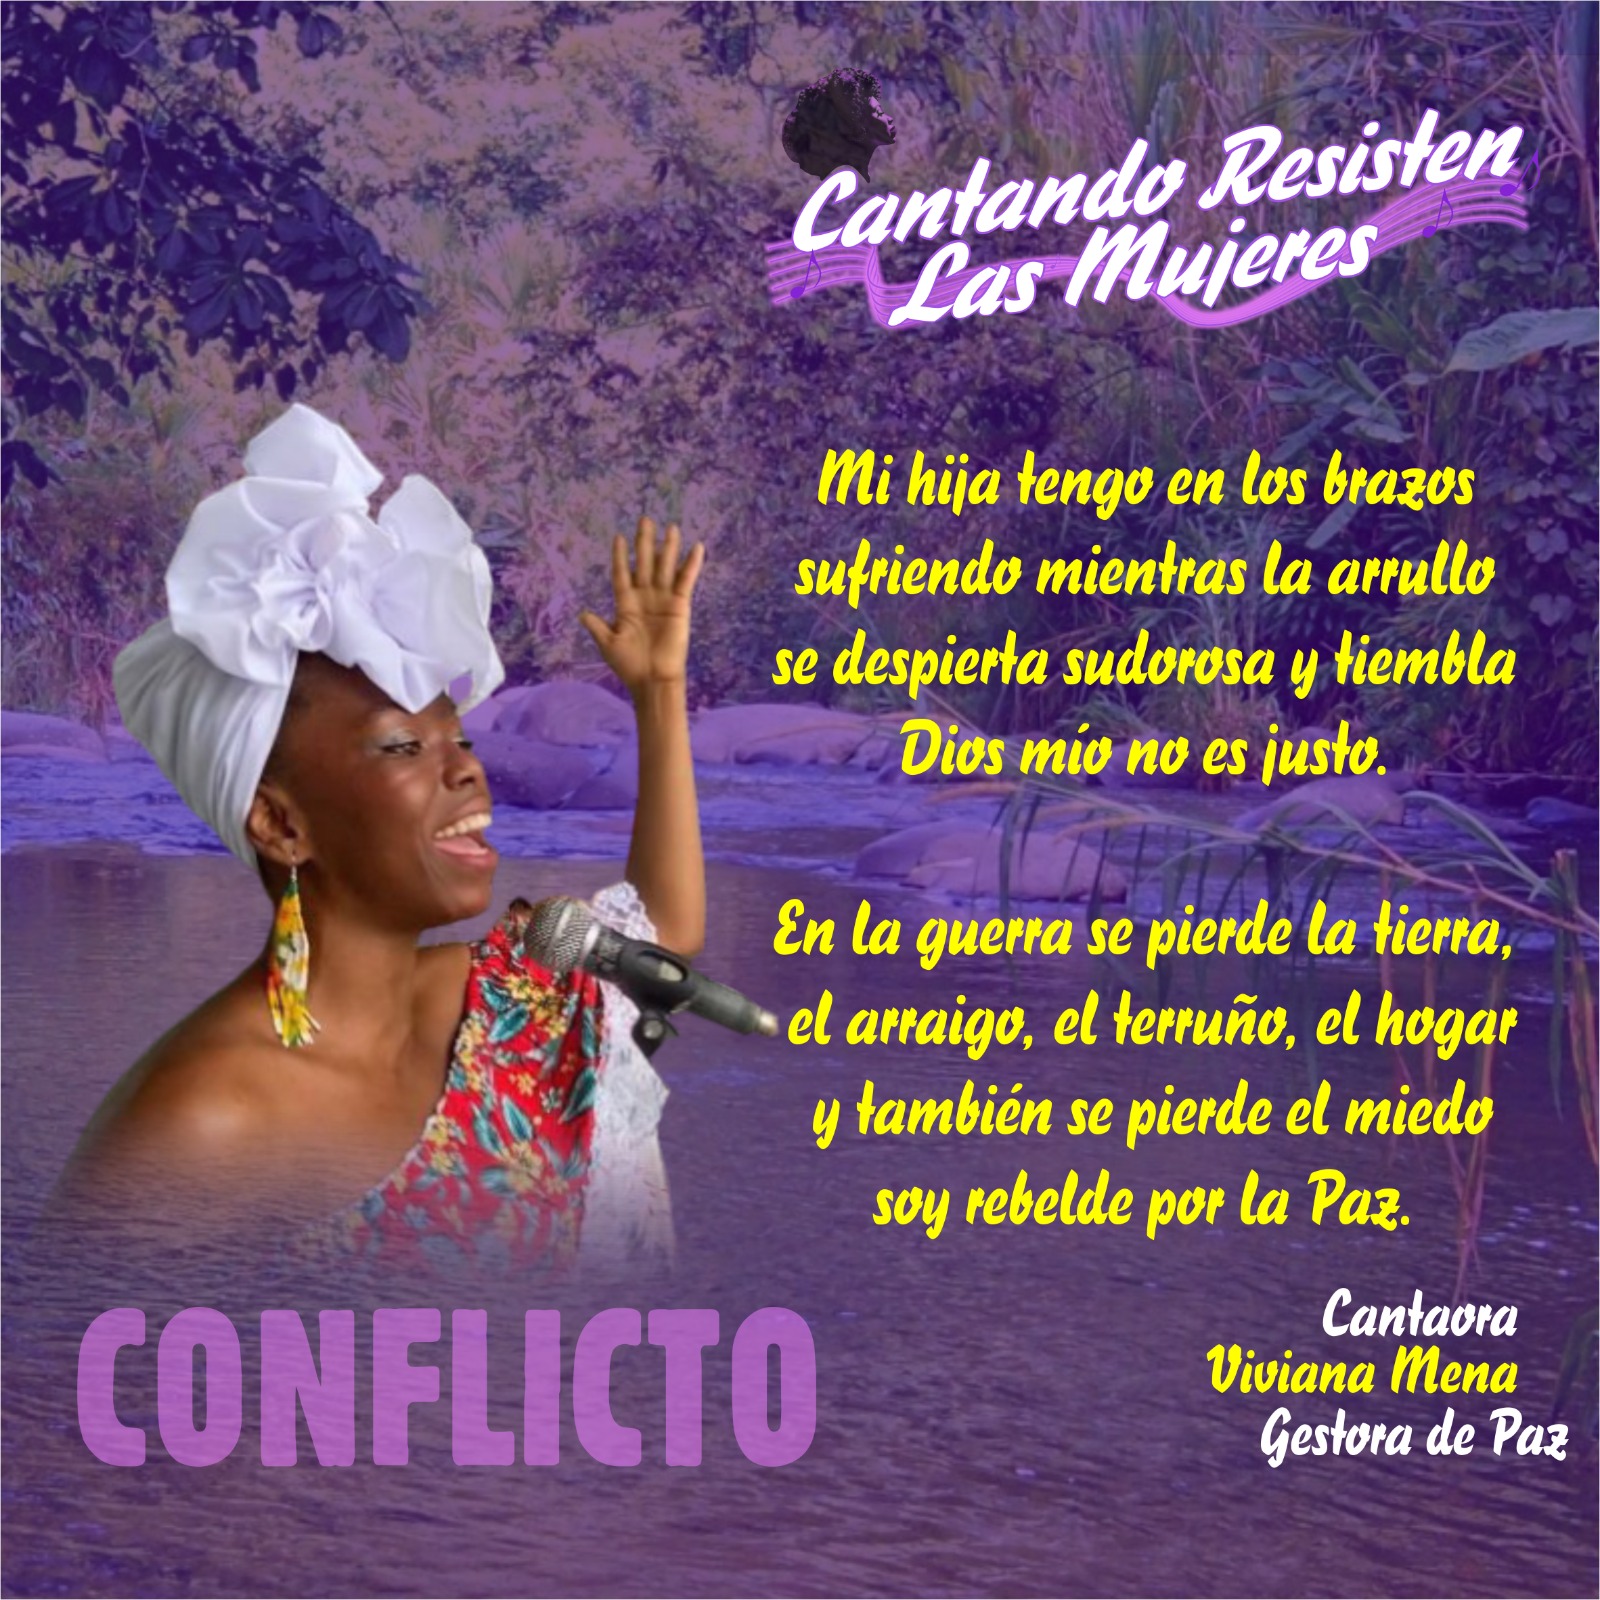 Cantando Resisten
Las Mujeres
Mi hija tengo en los brazos
sufriendo mientras la arrullo
se despierta sudorosa y tiembla
Dios mío no es justo.
En la guerra se pierde la tierra,
el arraigo, el terruño, el hogar
y también se pierde el miedo
soy rebelde por la Paz.
Cantaora
Viviana Mena
Gestora de Paz
CONFLICTO